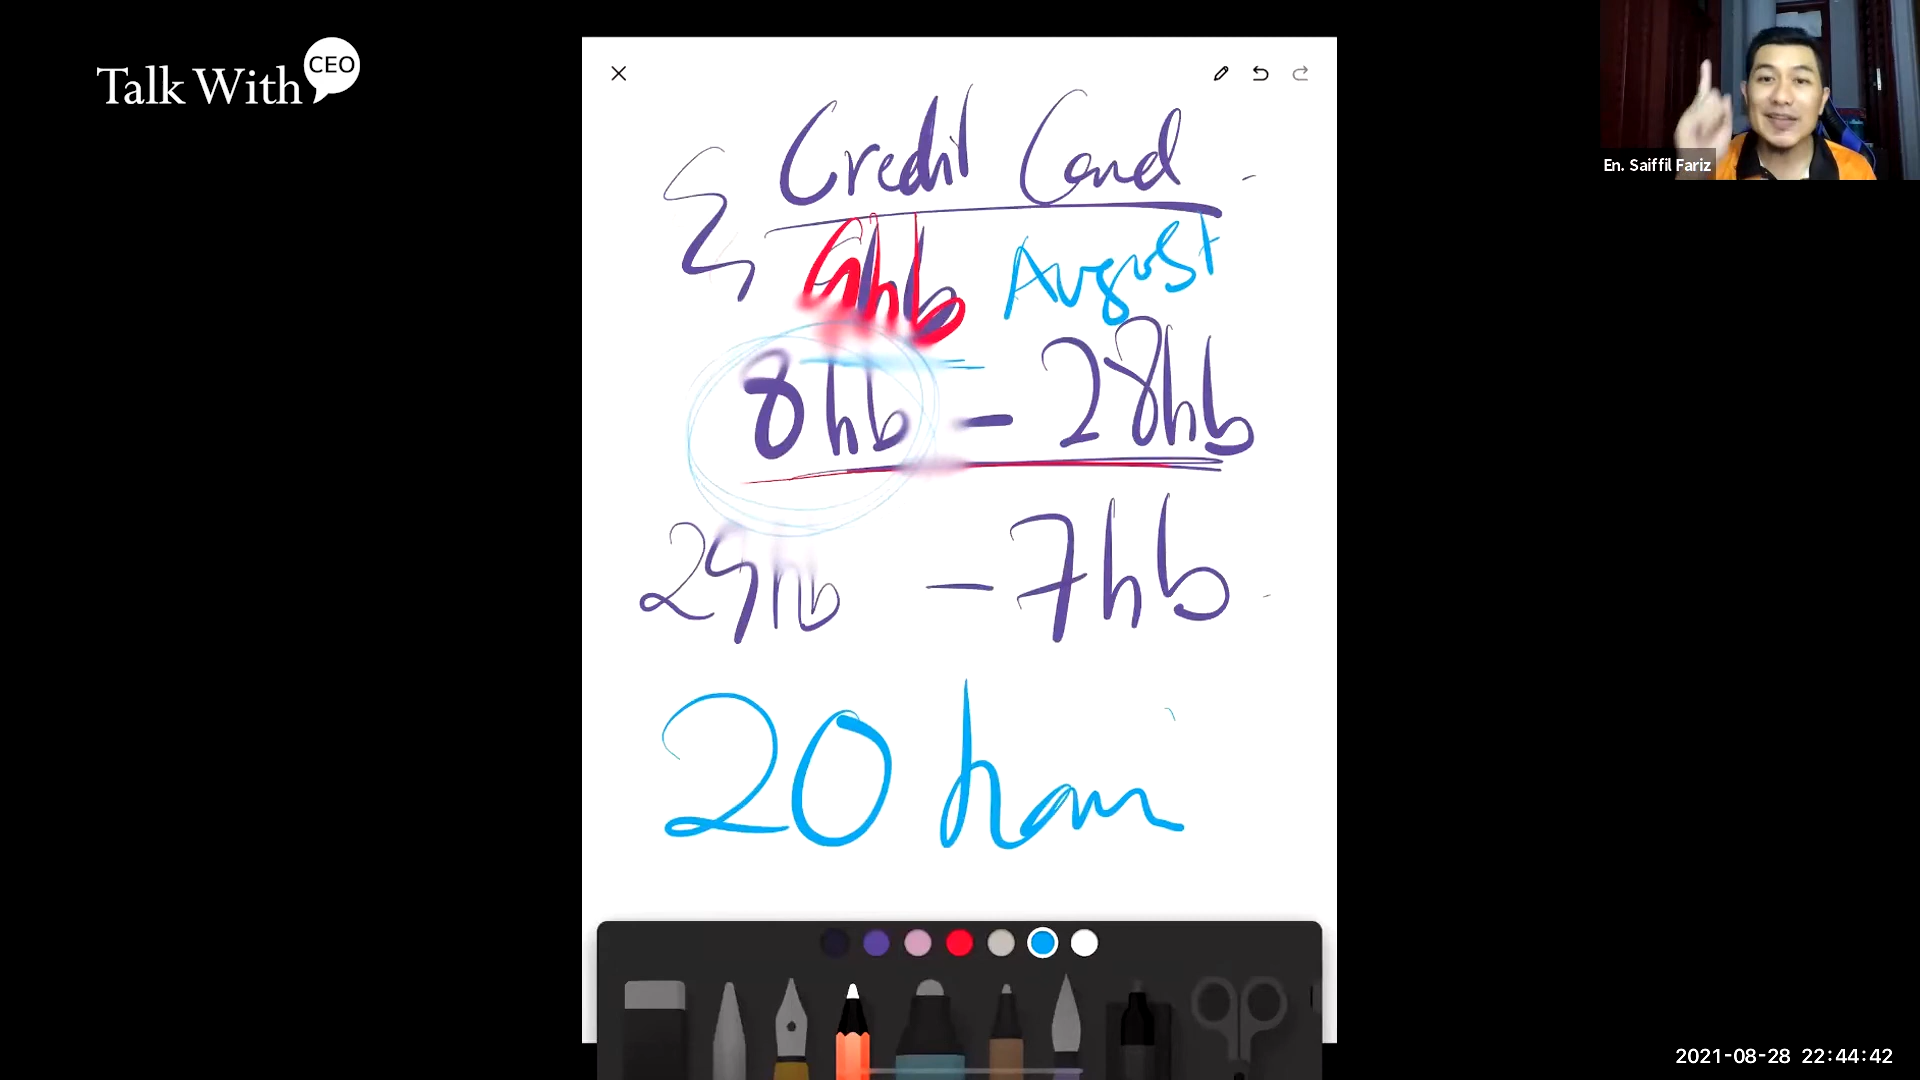 Talk With CEO
En. Saiffil Fariz
Credit Card
9hb August
8hb - 28hb
29hb - 7hb
20 hari
2021-08-28 22:44:42